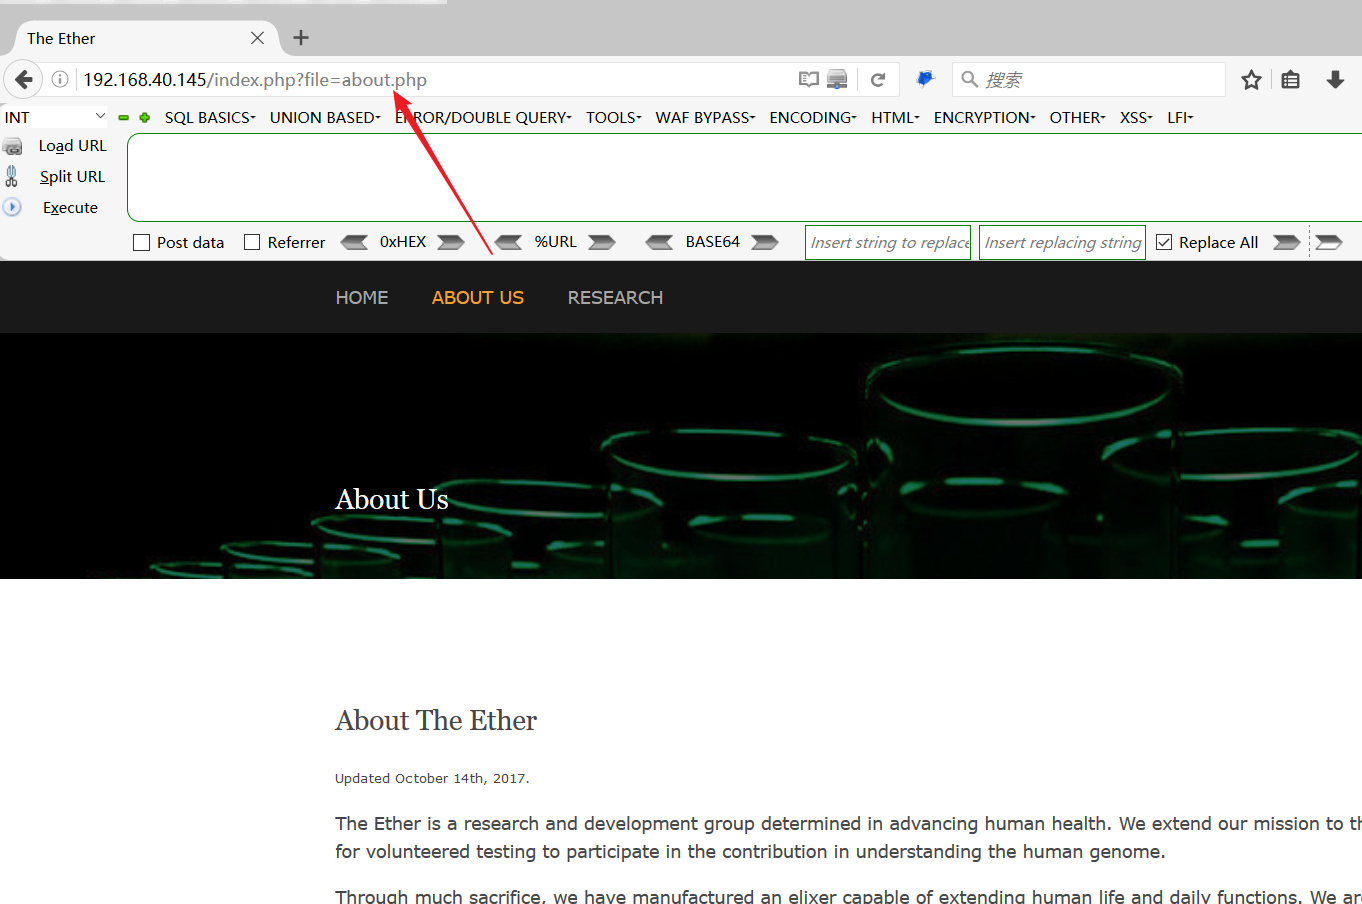 The Ether
192.168.40.145/index.php?file=about.php
搜索
INT SQL BASICS UNION BASED ERROR/DOUBLE QUERY TOOLS WAF BYPASS ENCODING HTML ENCRYPTION OTHER XSS LFI
Load URL
Split URL
Execute
Post data Referrer 0xHEX %URL BASE64 Insert string to replace Insert replacing string Replace All
HOME ABOUT US RESEARCH
About Us
About The Ether
Updated October 14th, 2017.
The Ether is a research and development group determined in advancing human health. We extend our mission to th
for volunteered testing to participate in the contribution in understanding the human genome.
Through much sacrifice, we have manufactured an elixer capable of extending human life and daily functions. We are